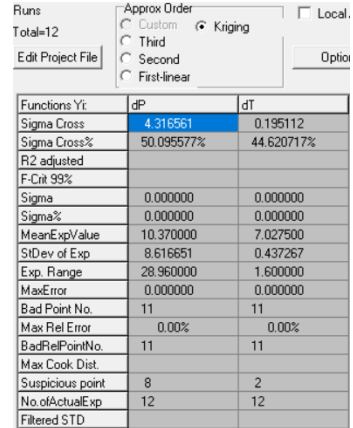 Runs
Total=12
Edit Project File
Approx Order
Custom
Kriging
Third
Second
First-linear
Local
Optio
Functions Yi: dP dT
Sigma Cross 4.316561 0.195112
Sigma Cross% 50.095577% 44.620717%
R2 adjusted
F-Crit 99%
Sigma 0.000000 0.000000
Sigma% 0.000000 0.000000
MeanExpValue 10.370000 7.027500
StDev of Exp 8.616651 0.437267
Exp. Range 28.960000 1.600000
MaxError 0.000000 0.000000
Bad Point No. 11 11
Max Rel Error 0.00% 0.00%
BadRelPointNo. 11 11
Max Cook Dist.
Suspicious point 8 2
No.ofActualExp 12 12
Filtered STD